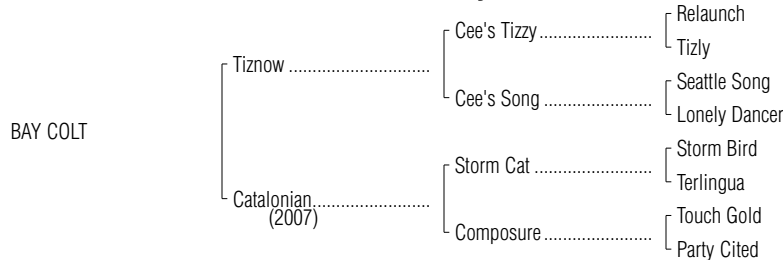 Relaunch
Cee's Tizzy ........................
Tizly
Tiznow ..............................
Seattle Song
Cee's Song ........................
Lonely Dancer
BAY COLT
Storm Bird
Storm Cat .........................
Terlingua
Catalonian.........................
(2007)
Touch Gold
Composure .......................
Party Cited